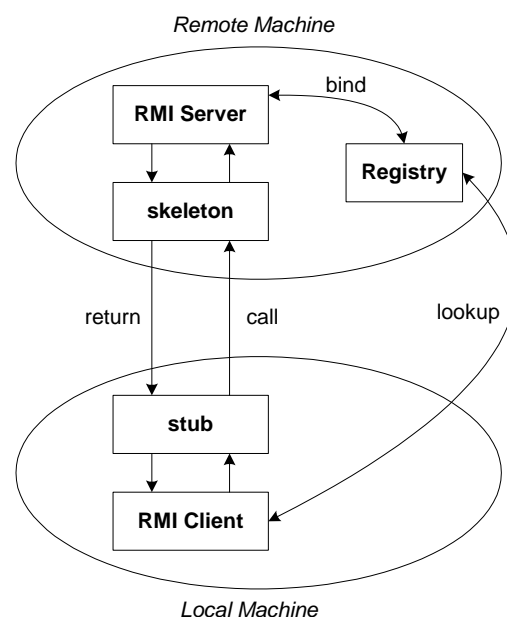 Remote Machine
bind
RMI Server
Registry
skeleton
return
call
lookup
stub
RMI Client
Local Machine